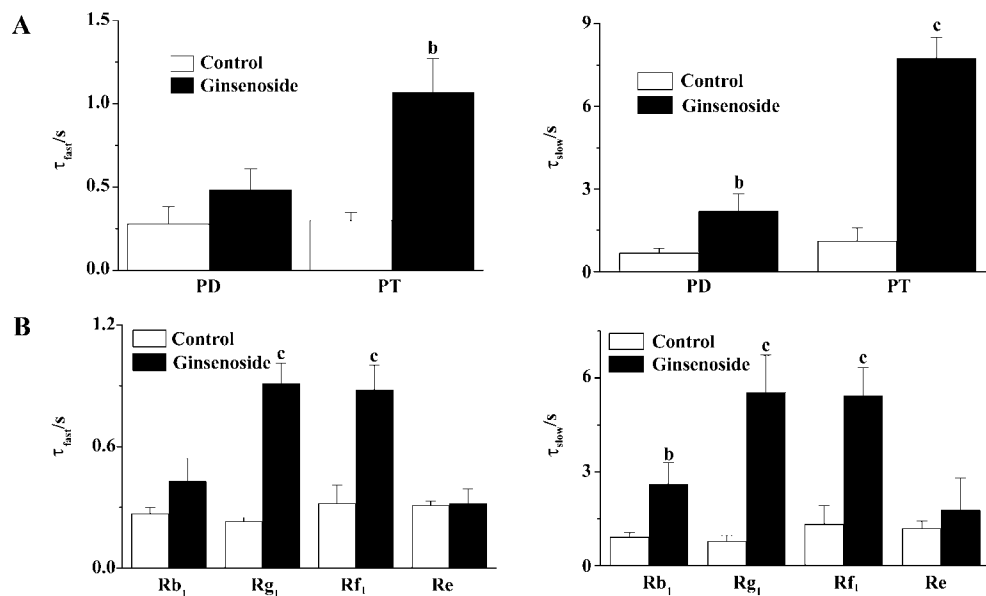 A
1.5
1.0
0.5
0.0
τfast/s
Control
Ginsenoside
b
PD
PT
9
6
3
0
τslow/s
Control
Ginsenoside
b
c
PD
PT
B
1.2
0.6
0.0
τfast/s
Control
Ginsenoside
c
c
Rb1
Rg1
Rf1
Re
6
3
0
τslow/s
Control
Ginsenoside
b
c
c
Rb1
Rg1
Rf1
Re